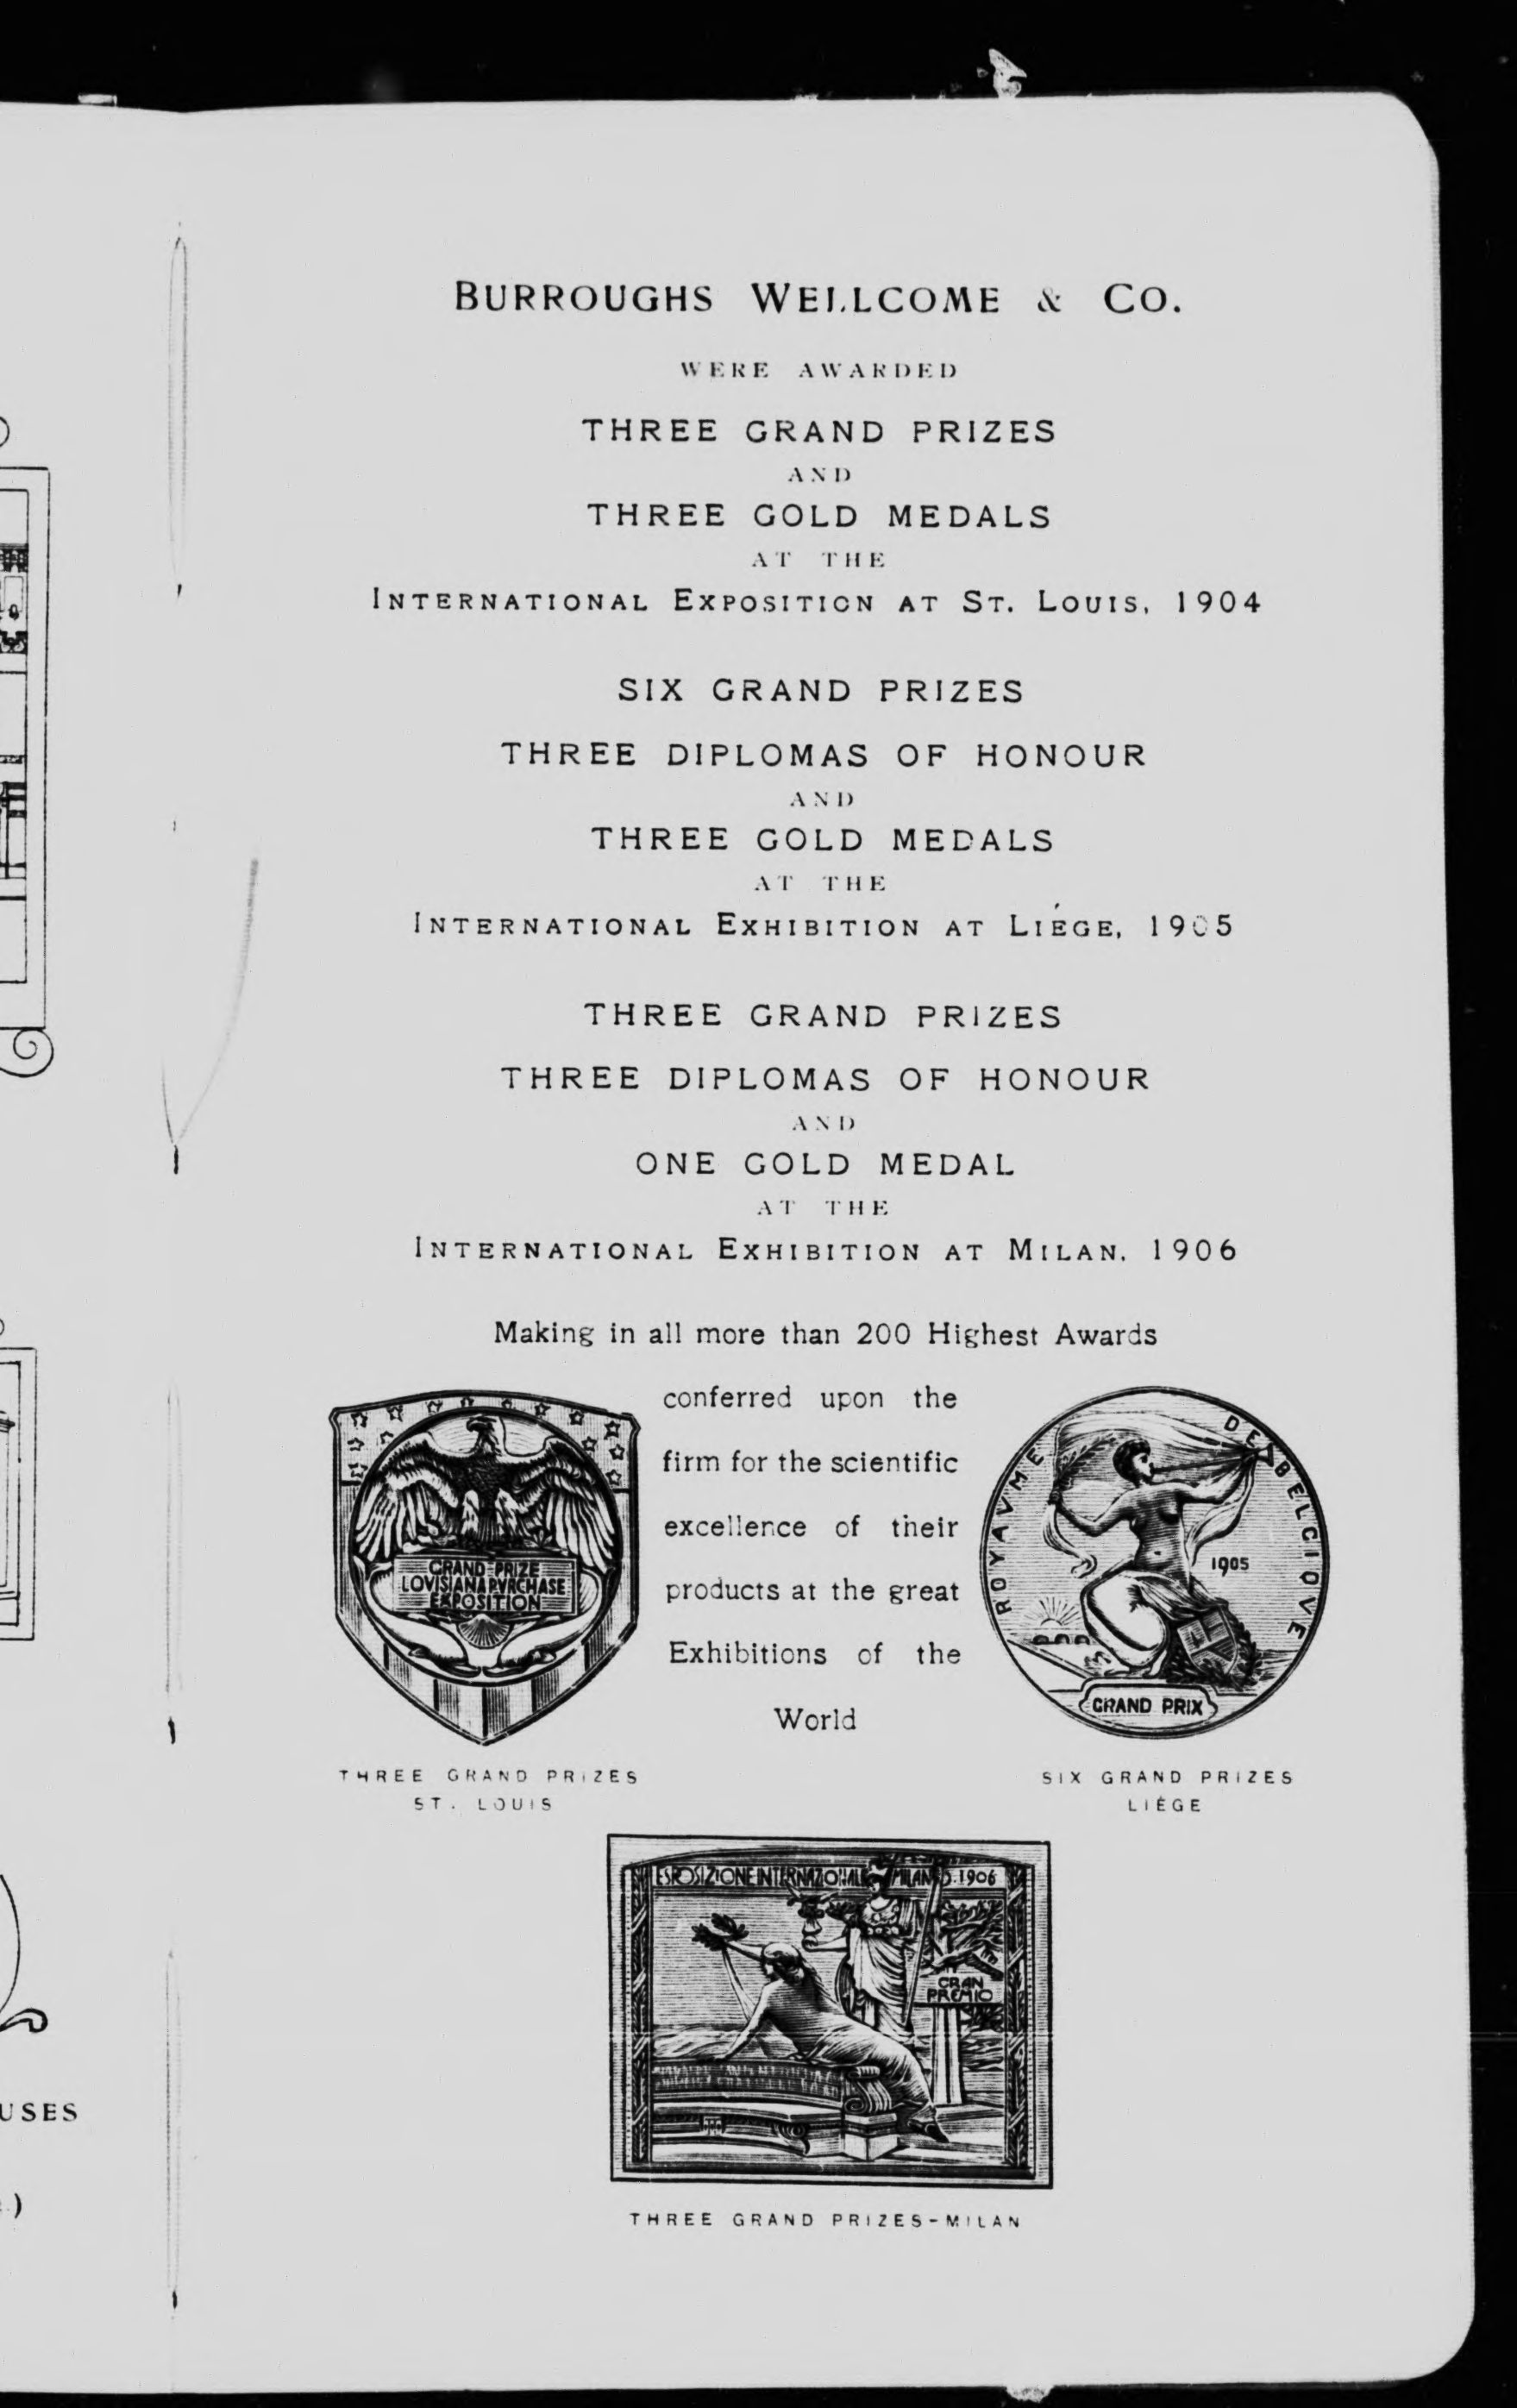 BURROUGHS WELLCOME & CO.
WERE AWARDED
THREE GRAND PRIZES
AND
THREE GOLD MEDALS
AT THE
INTERNATIONAL EXPOSITION AT ST. LOUIS, 1904
SIX GRAND PRIZES
THREE DIPLOMAS OF HONOUR
AND
THREE GOLD MEDALS
AT THE
INTERNATIONAL EXHIBITION AT LIÉGE, 1905
THREE GRAND PRIZES
THREE DIPLOMAS OF HONOUR
AND
ONE GOLD MEDAL
AT THE
INTERNATIONAL EXHIBITION AT MILAN, 1906
Making in all more than 200 Highest Awards
conferred upon the
firm for the scientific
excellence of their
products at the great
Exhibitions of the
World
GRAND-PRIZE
LOVISIANA PVRCHASE
EXPOSITION
THREE GRAND PRIZES
ST. LOUIS
ROYAVME DE BELGIQVE
1905
GRAND PRIX
SIX GRAND PRIZES
LIÉGE
ESPOSIZIONE INTERNAZIONALE MILANO.1906
GRAN
PREMIO
THREE GRAND PRIZES-MILAN
USES
.)